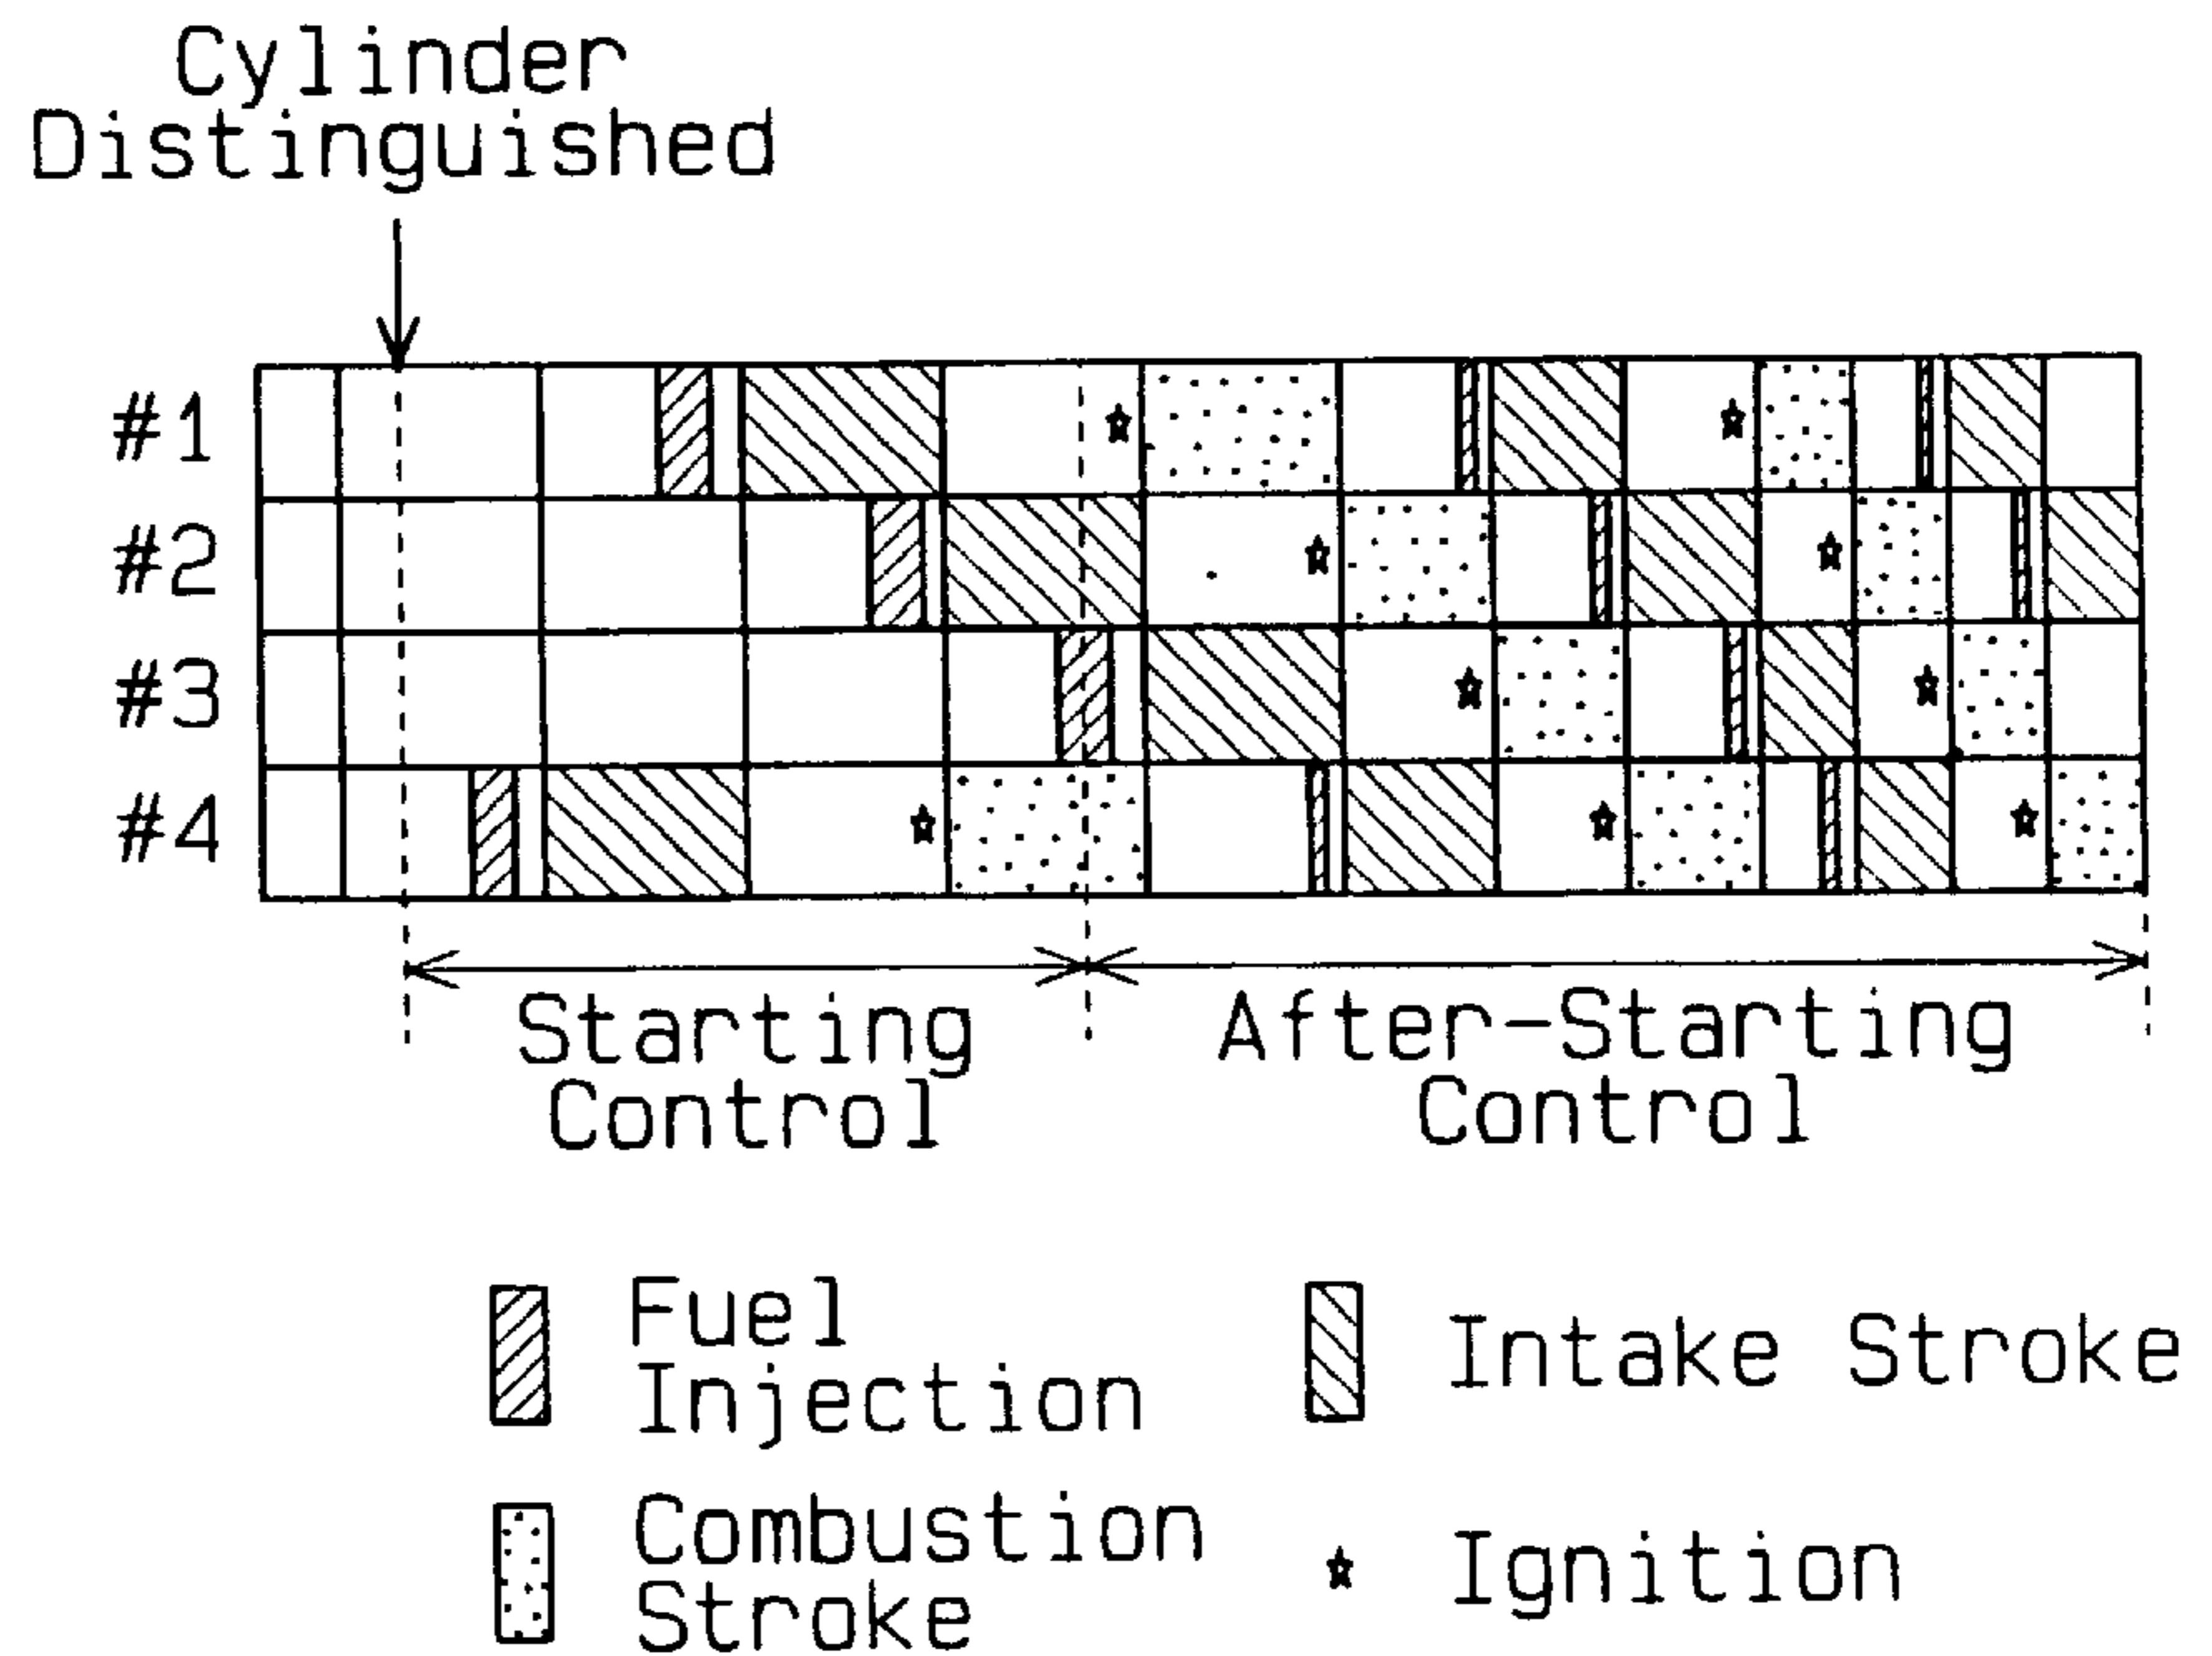 Cylinder
Distinguished
#1
#2
#3
#4
Starting
Control
After-Starting
Control
Fuel
Injection
Intake Stroke
Combustion
Stroke
Ignition